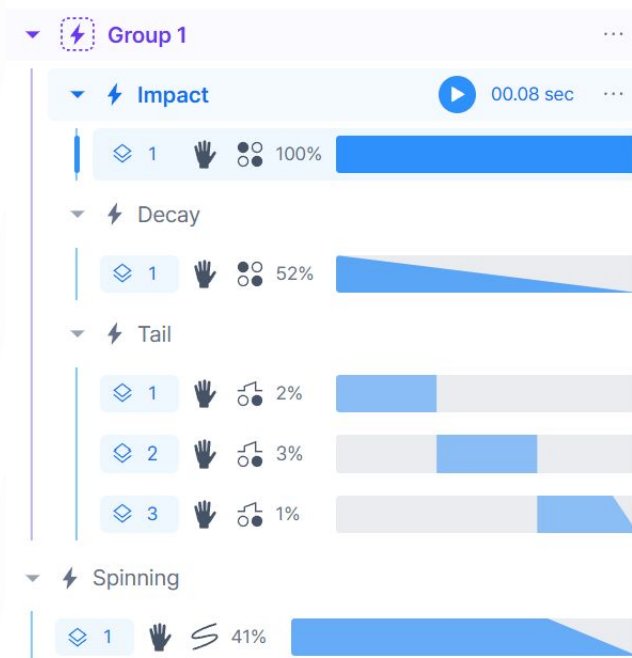 Group 1
Impact 00.08 sec
1 100%
Decay
1 52%
Tail
1 2%
2 3%
3 1%
Spinning
1 41%